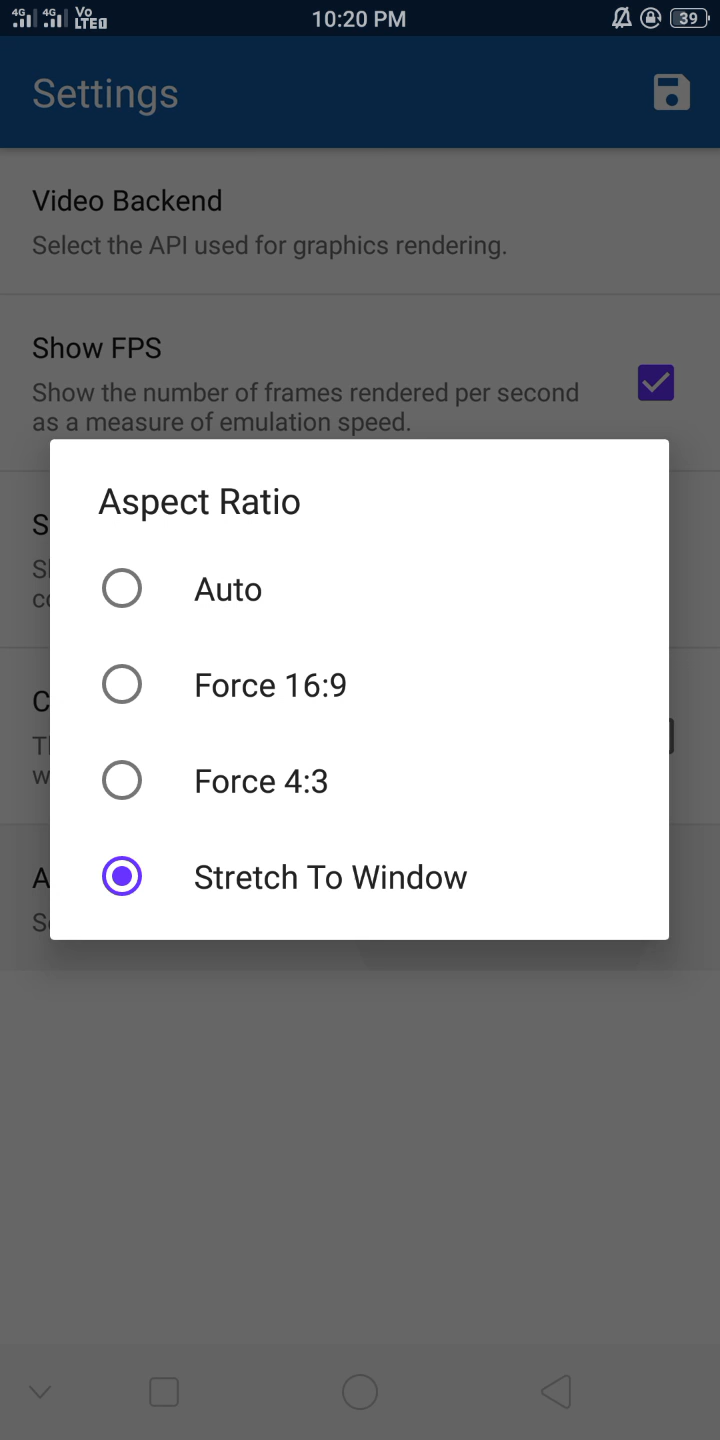 4G 4G Vo LTE 10:20 PM 39
Settings
Video Backend
Select the API used for graphics rendering.
Show FPS
Show the number of frames rendered per second
as a measure of emulation speed.
Aspect Ratio
Auto
Force 16:9
Force 4:3
Stretch To Window